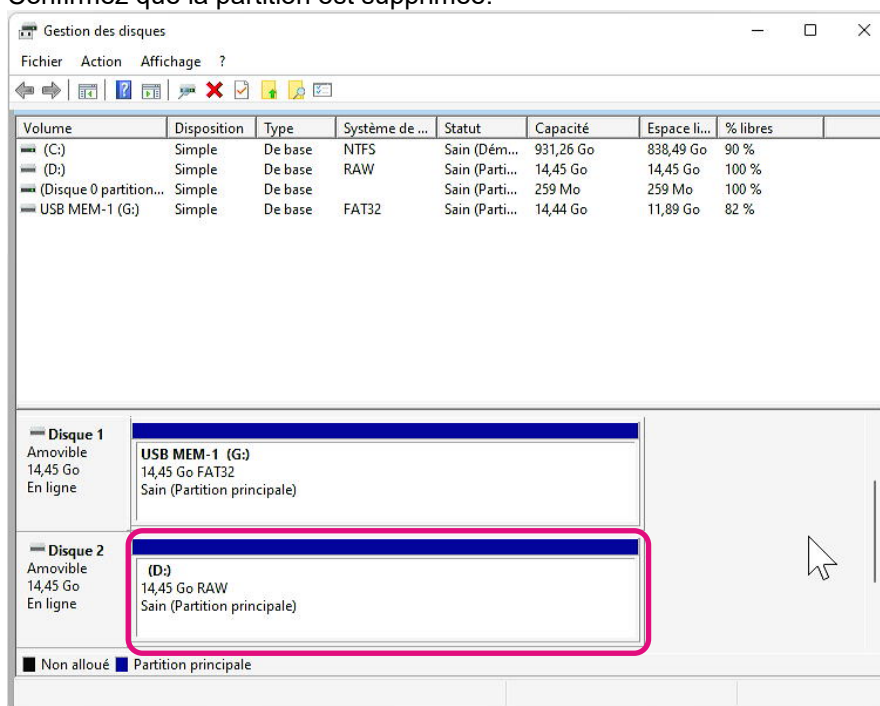 Confirmez que la partition est supprimée.
Gestion des disques
Fichier Action Affichage ?
Volume Disposition Type Système de ... Statut Capacité Espace li... % libres
(C:) Simple De base NTFS Sain (Dém... 931,26 Go 838,49 Go 90 %
(D:) Simple De base RAW Sain (Parti... 14,45 Go 14,45 Go 100 %
(Disque 0 partition... Simple De base Sain (Parti... 259 Mo 259 Mo 100 %
USB MEM-1 (G:) Simple De base FAT32 Sain (Parti... 14,44 Go 11,89 Go 82 %
Disque 1
Amovible
14,45 Go
En ligne
USB MEM-1 (G:)
14,45 Go FAT32
Sain (Partition principale)
Disque 2
Amovible
14,45 Go
En ligne
(D:)
14,45 Go RAW
Sain (Partition principale)
Non alloué Partition principale